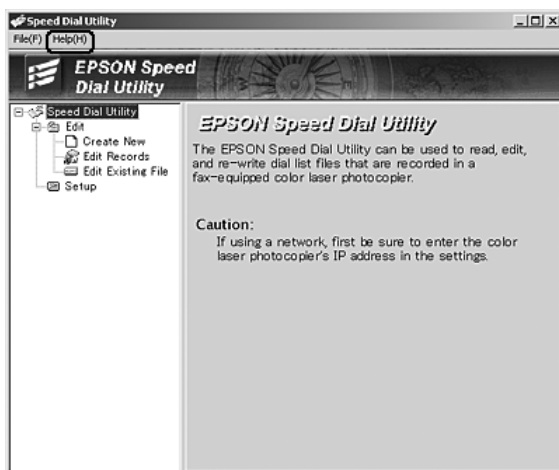 Speed Dial Utility
File(F) Help(H)
EPSON Speed
Dial Utility
Speed Dial Utility
Edit
Create New
Edit Records
Edit Existing File
Setup
EPSON Speed Dial Utility
The EPSON Speed Dial Utility can be used to read, edit,
and re-write dial list files that are recorded in a
fax-equipped color laser photocopier.
Caution:
If using a network, first be sure to enter the color
laser photocopier's IP address in the settings.